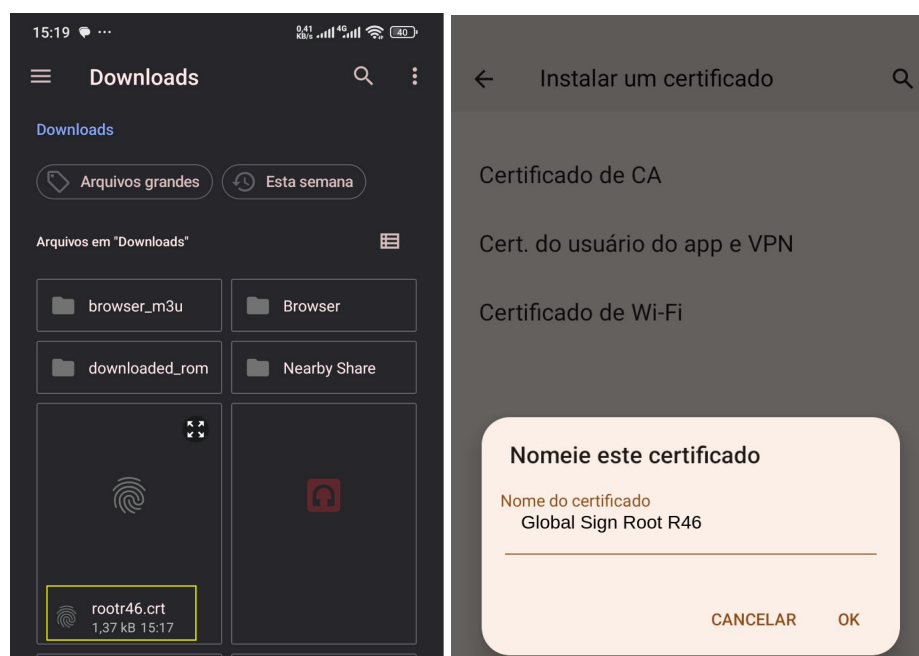 15:19
0,41
KB/s
4G
40
Downloads
Downloads
Arquivos grandes
Esta semana
Arquivos em "Downloads"
browser_m3u
Browser
downloaded_rom
Nearby Share
rootr46.crt
1,37 kB 15:17
Instalar um certificado
Certificado de CA
Cert. do usuário do app e VPN
Certificado de Wi-Fi
Nomeie este certificado
Nome do certificado
Global Sign Root R46
CANCELAR OK